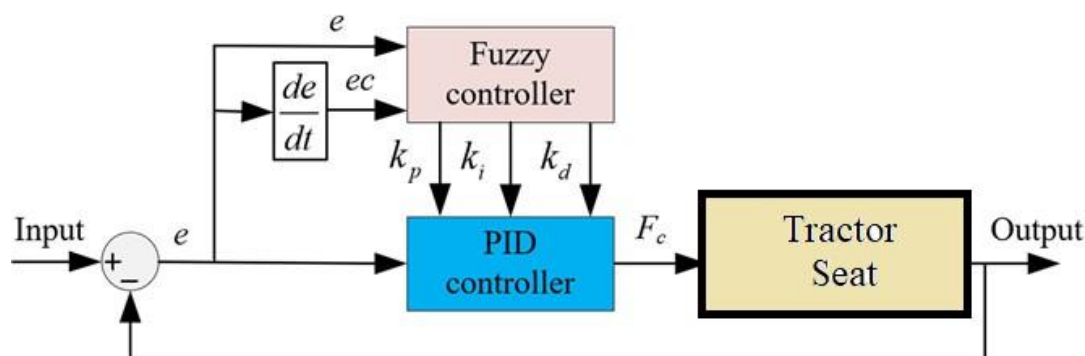 e
Fuzzy
controller
ec
de
dt
k_p k_i k_d
Input
e
+
−
PID
controller
F_c
Tractor
Seat
Output